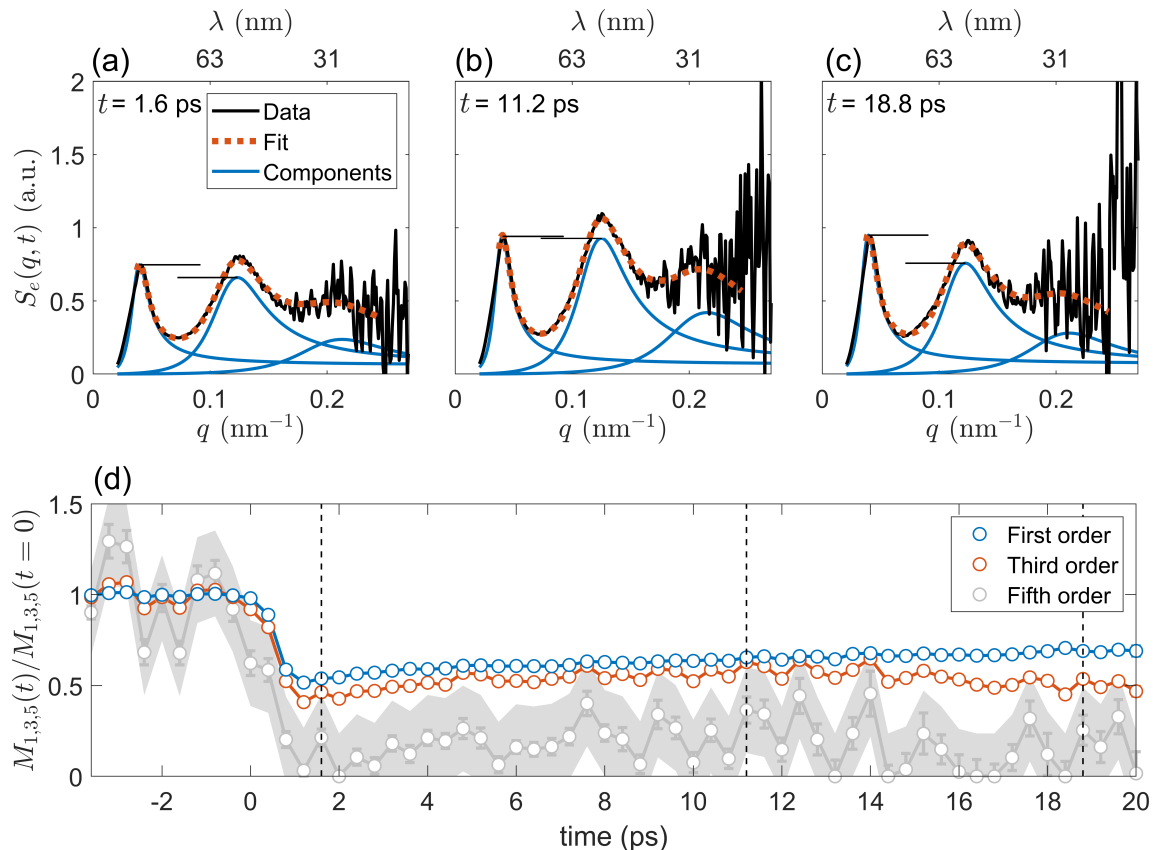 λ (nm)
63 31
(a)
t = 1.6 ps
Data
Fit
Components
S_e(q, t) (a.u.)
2
1.5
1
0.5
0
0 0.1 0.2
q (nm⁻¹)
λ (nm)
63 31
(b)
t = 11.2 ps
0 0.1 0.2
q (nm⁻¹)
λ (nm)
63 31
(c)
t = 18.8 ps
0 0.1 0.2
q (nm⁻¹)
(d)
M_{1,3,5}(t)/M_{1,3,5}(t = 0)
1.5
1
0.5
0
First order
Third order
Fifth order
-2 0 2 4 6 8 10 12 14 16 18 20
time (ps)